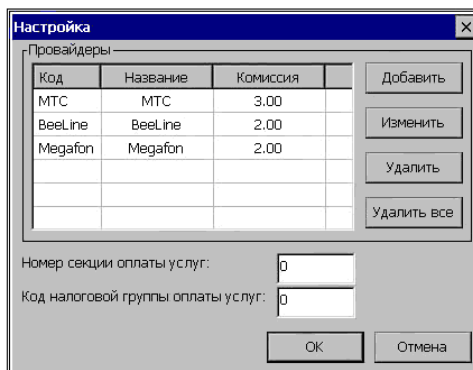 Настройка
Провайдеры
Код Название Комиссия
МТС МТС 3.00
BeeLine BeeLine 2.00
Megafon Megafon 2.00
Добавить
Изменить
Удалить
Удалить все
Номер секции оплаты услуг: 0
Код налоговой группы оплаты услуг: 0
OK Отмена